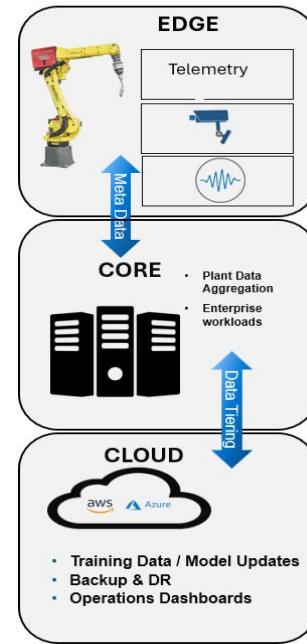 EDGE
Telemetry
Meta Data
CORE
• Plant Data
Aggregation
• Enterprise
workloads
Data Tiering
CLOUD
aws
Azure
• Training Data / Model Updates
• Backup & DR
• Operations Dashboards